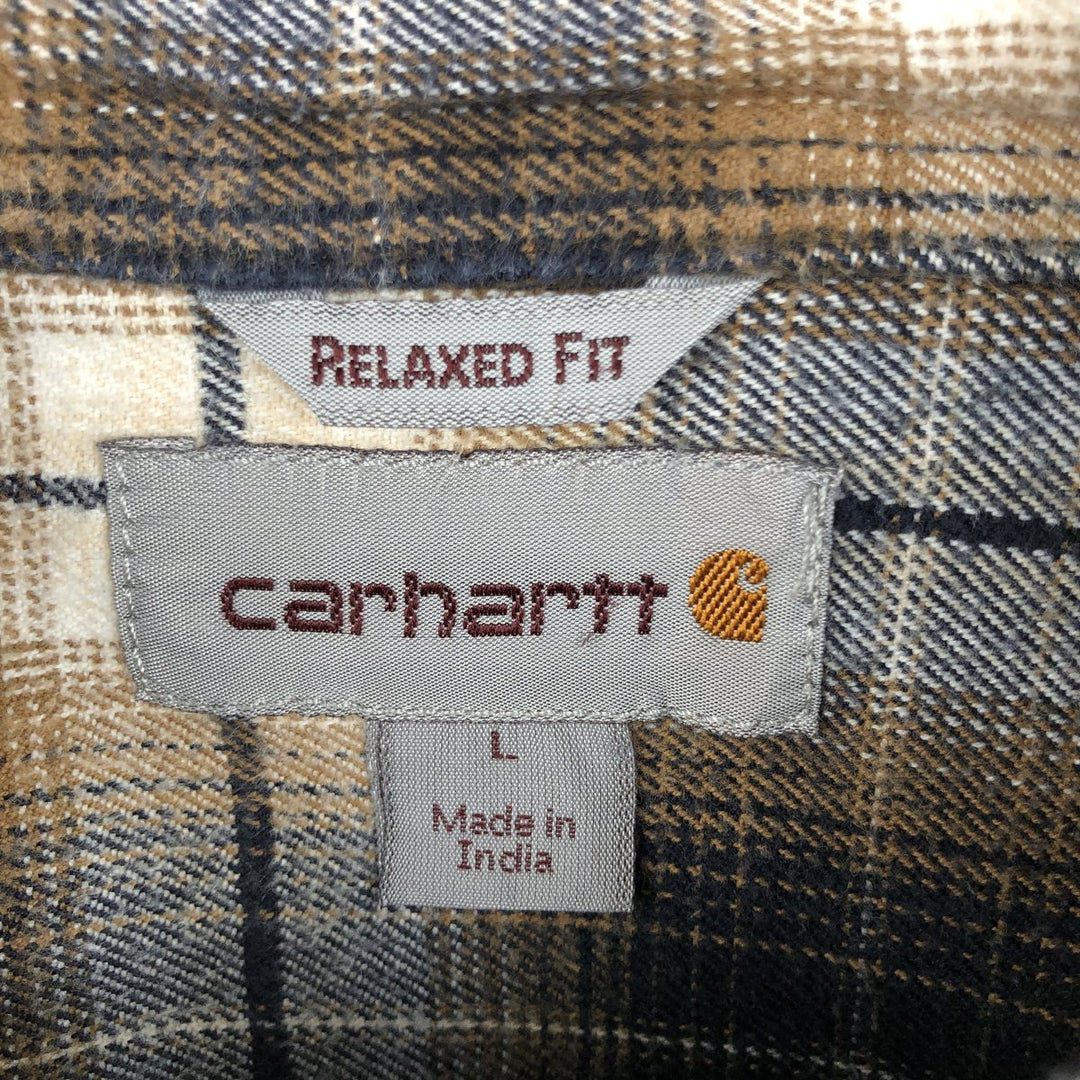 RELAXED FIT
carhartt
L
Made in
India